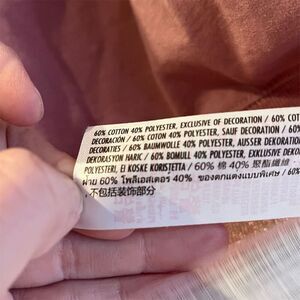 60% COTTON 40% POLYESTER, EXCLUSIVE OF DECORATION / 60% COT
DECORACIÓN / 60% COTON 40% POLYESTER, SAUF DECORATION / 60%
DECORATIES / 60% BAUMWOLLE 40% POLYESTER, AUSSER DEKORATION
DEKORASYON HARİÇ / 60% BOMULL 40% POLYESTER, EXKLUSIVE DEKO
POLYESTERI, EI KOSKE KORISTETTA / 60% 棉 40% 聚酯纖維
ฝ้าย 60% โพลีเอสเตอร์ 40% ของตกแต่งแบบพิเศษ / 60%
不包括装饰部分